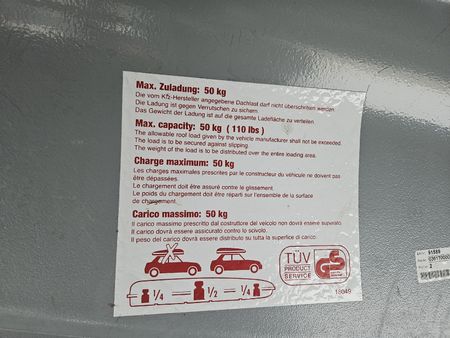 Max. Zuladung: 50 kg
Die vom Kfz-Hersteller angegebene Dachlast darf nicht überschritten werden.
Die Ladung ist gegen Verrutschen zu sichern.
Das Gewicht der Ladung ist auf die gesamte Ladefläche zu verteilen.
Max. capacity: 50 kg ( 110 lbs )
The allowable roof load given by the vehicle manufacturer shall not be exceeded.
The load is to be secured against slipping.
The weight of the load is to be distributed over the entire loading area.
Charge maximum: 50 kg
Les charges maximales prescrites par le constructeur du véhicule ne doivent pas
être dépassées.
Le chargement doit être assuré contre le glissement.
Le poids du chargement doit être réparti sur l'ensemble de la surface
de chargement.
Carico massimo: 50 kg
Il carico massimo prescritto dal costruttore del veicolo non dovrà essere superato.
Il carico dovrà essere assicurato contro lo scivolo.
Il peso del carico dovrà essere distribuito su tutta la superficie di carico.
1/4 1/2 1/4
TÜV
PRODUCT
SERVICE
GS
18049
91589
2